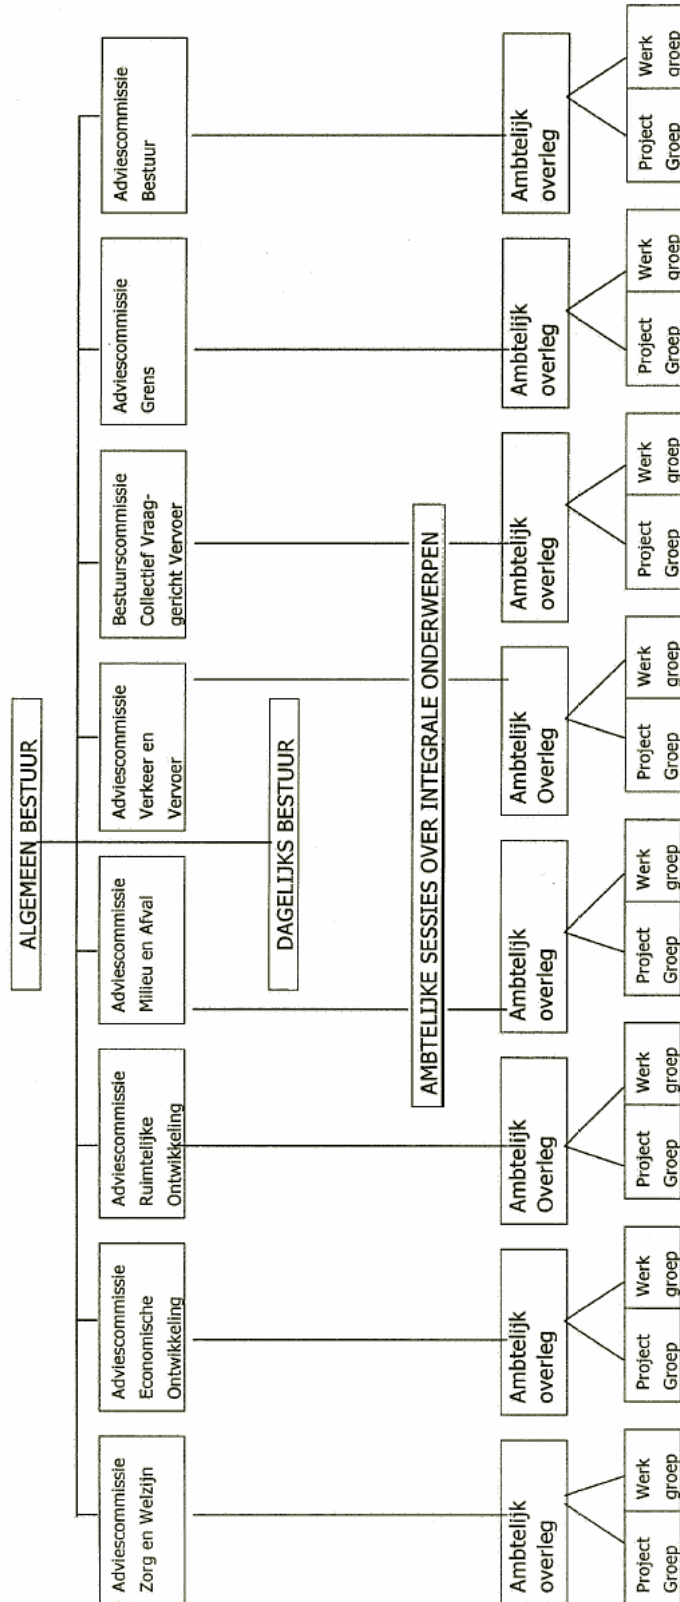 ALGEMEEN BESTUUR
Adviescommissie
Zorg en Welzijn
Adviescommissie
Economische
Ontwikkeling
Adviescommissie
Ruimtelijke
Ontwikkeling
Adviescommissie
Milieu en Afval
Adviescommissie
Verkeer en
Vervoer
Bestuurscommissie
Collectief Vraag-
gericht Vervoer
Adviescommissie
Grens
Adviescommissie
Bestuur
DAGELIJKS BESTUUR
AMBTELIJKE SESSIES OVER INTEGRALE ONDERWERPEN
Ambtelijk
overleg
Ambtelijk
overleg
Ambtelijk
Overleg
Ambtelijk
overleg
Ambtelijk
Overleg
Ambtelijk
overleg
Ambtelijk
overleg
Ambtelijk
overleg
Project
Groep
Werk
groep
Project
Groep
Werk
groep
Project
Groep
Werk
groep
Project
Groep
Werk
groep
Project
Groep
Werk
groep
Project
Groep
Werk
groep
Project
Groep
Werk
groep
Project
Groep
Werk
groep